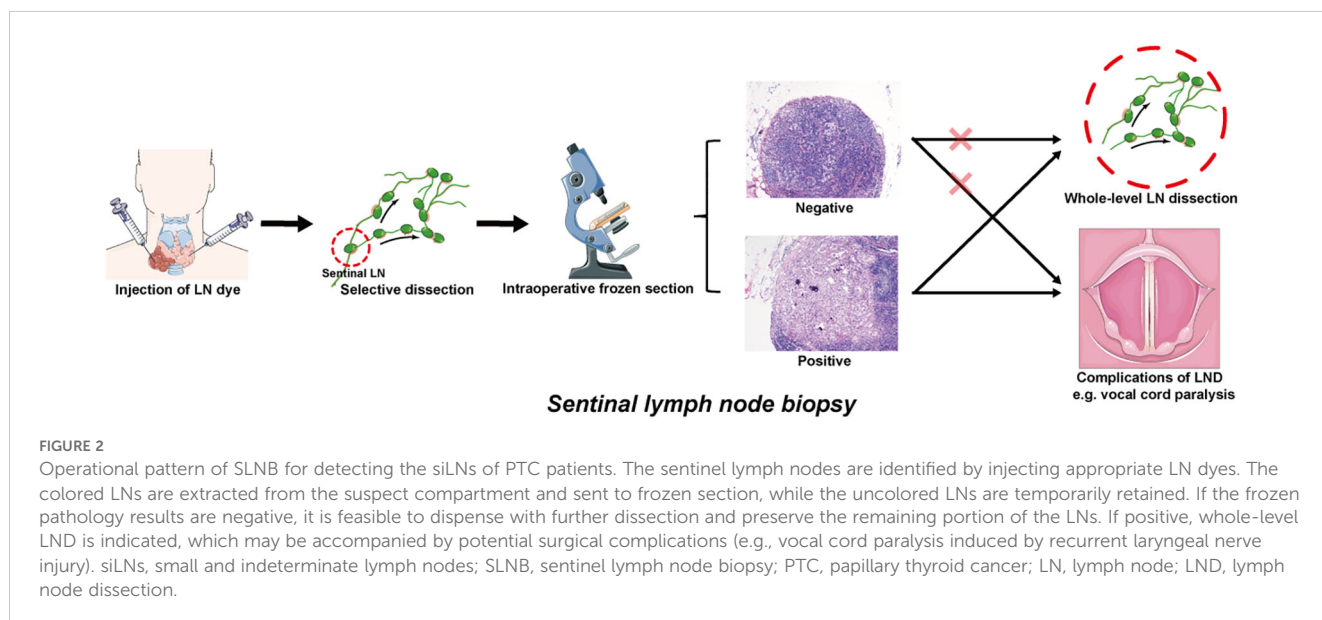 Injection of LN dye
Sentinal LN
Selective dissection
Intraoperative frozen section
Negative
Positive
Whole-level LN dissection
Complications of LND
e.g. vocal cord paralysis
Sentinal lymph node biopsy
FIGURE 2
Operational pattern of SLNB for detecting the siLNs of PTC patients. The sentinel lymph nodes are identified by injecting appropriate LN dyes. The
colored LNs are extracted from the suspect compartment and sent to frozen section, while the uncolored LNs are temporarily retained. If the frozen
pathology results are negative, it is feasible to dispense with further dissection and preserve the remaining portion of the LNs. If positive, whole-level
LND is indicated, which may be accompanied by potential surgical complications (e.g., vocal cord paralysis induced by recurrent laryngeal nerve
injury). siLNs, small and indeterminate lymph nodes; SLNB, sentinel lymph node biopsy; PTC, papillary thyroid cancer; LN, lymph node; LND, lymph
node dissection.